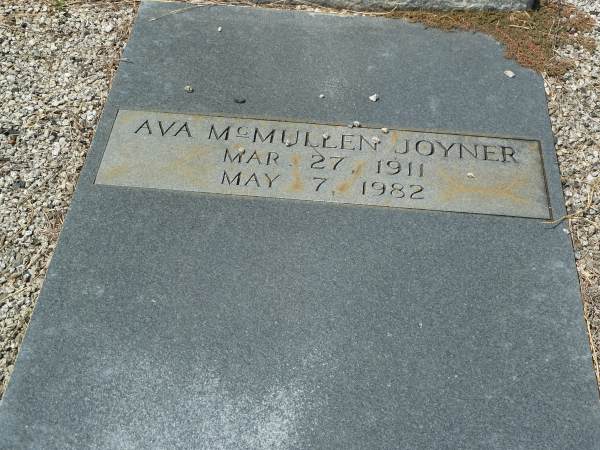 AVA McMULLEN JOYNER
MAR. 27, 1911
MAY 7, 1982